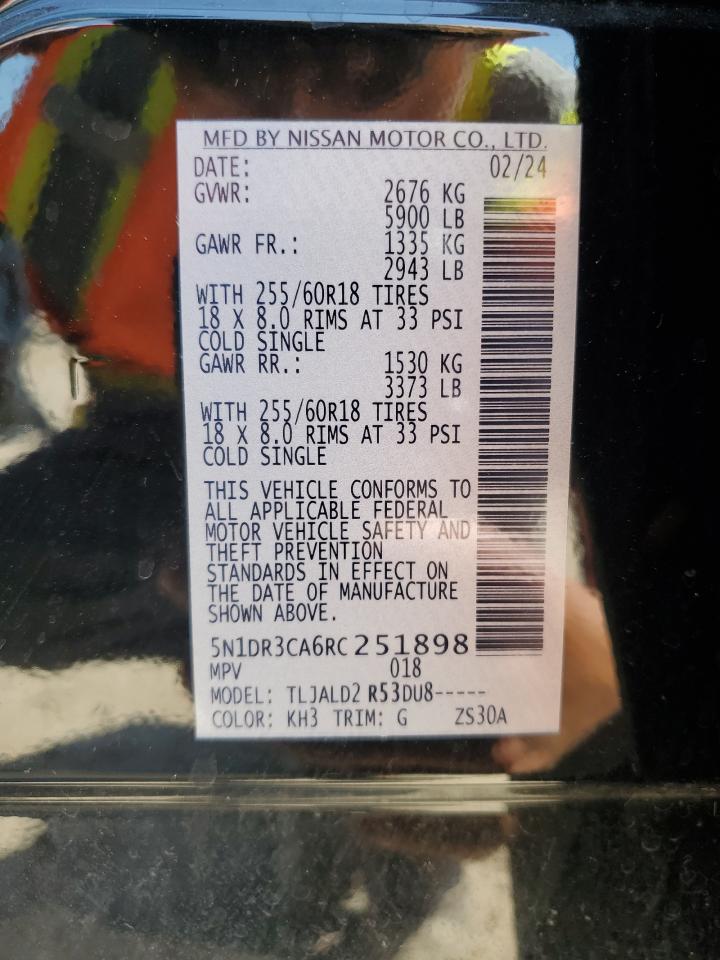 MFD BY NISSAN MOTOR CO., LTD.
DATE: 02/24
GVWR: 2676 KG
5900 LB
GAWR FR.: 1335 KG
2943 LB
WITH 255/60R18 TIRES
18 X 8.0 RIMS AT 33 PSI
COLD SINGLE
GAWR RR.: 1530 KG
3373 LB
WITH 255/60R18 TIRES
18 X 8.0 RIMS AT 33 PSI
COLD SINGLE
THIS VEHICLE CONFORMS TO
ALL APPLICABLE FEDERAL
MOTOR VEHICLE SAFETY AND
THEFT PREVENTION
STANDARDS IN EFFECT ON
THE DATE OF MANUFACTURE
SHOWN ABOVE.
5N1DR3CA6RC251898
MPV 018
MODEL: TLJALD2 R53DU8-----
COLOR: KH3 TRIM: G ZS30A